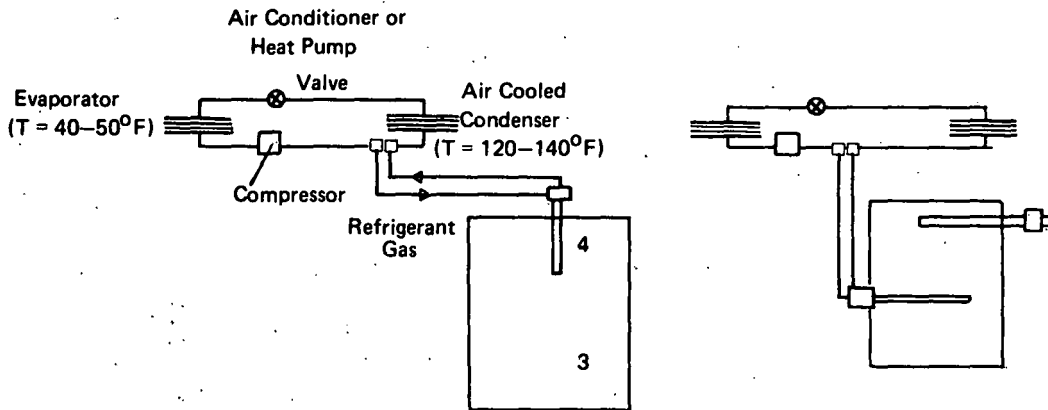 Air Conditioner or
Heat Pump
Valve
Evaporator
(T = 40–50°F)
Air Cooled
Condenser
(T = 120–140°F)
Compressor
Refrigerant
Gas
4
3